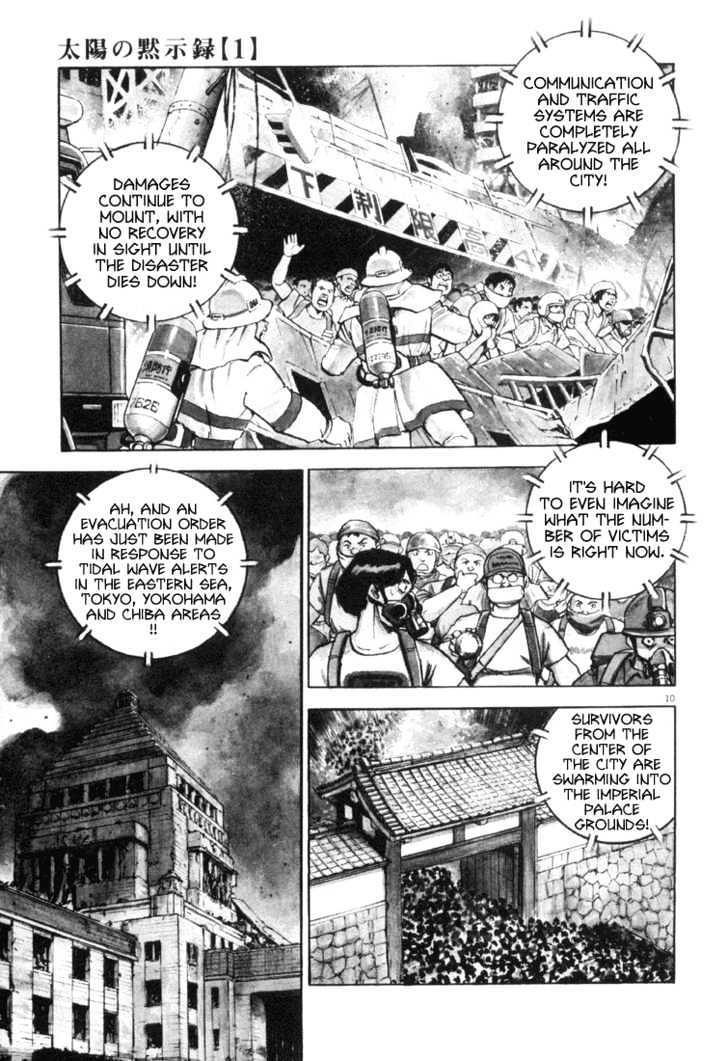 太陽の黙示録【1】
COMMUNICATION
AND TRAFFIC
SYSTEMS ARE
COMPLETELY
PARALYZED ALL
AROUND THE
CITY!
DAMAGES
CONTINUE TO
MOUNT, WITH
NO RECOVERY
IN SIGHT UNTIL
THE DISASTER
DIES DOWN!
下制限高
IT'S HARD
TO EVEN IMAGINE
WHAT THE NUM-
BER OF VICTIMS
IS RIGHT NOW.
AH, AND AN
EVACUATION ORDER
HAS JUST BEEN MADE
IN RESPONSE TO
TIDAL WAVE ALERTS
IN THE EASTERN SEA,
TOKYO, YOKOHAMA
AND CHIBA AREAS
!!
10
SURVIVORS
FROM THE
CENTER OF
THE CITY ARE
SWARMING INTO
THE IMPERIAL
PALACE
GROUNDS!